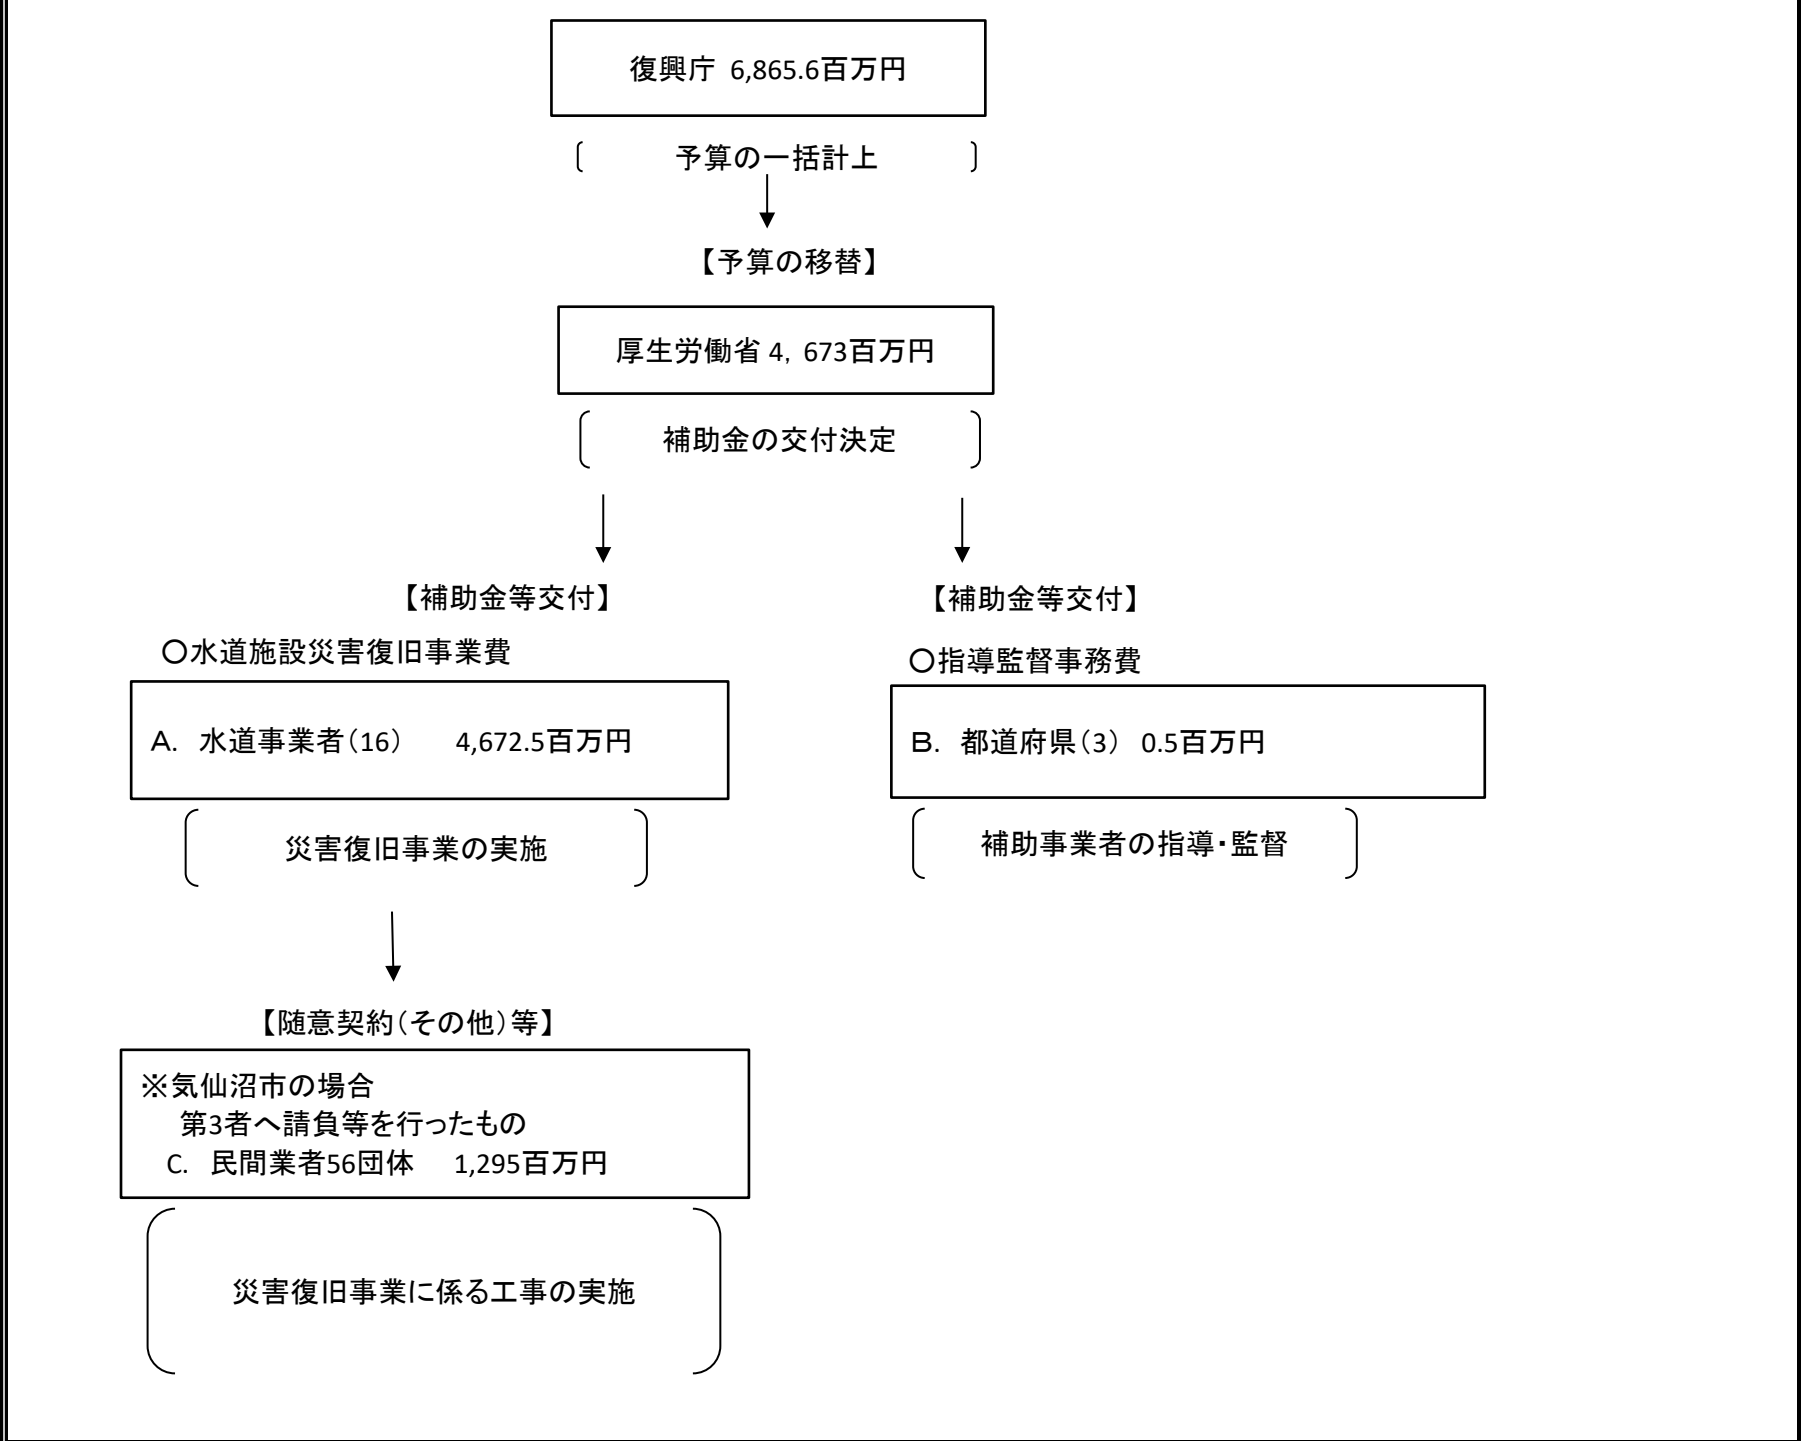 復興庁 6,865.6百万円
予算の一括計上
【予算の移替】
厚生労働省 4，673百万円
補助金の交付決定
【補助金等交付】
【補助金等交付】
○水道施設災害復旧事業費
○指導監督事務費
A. 水道事業者（16） 4,672.5百万円
B. 都道府県（3） 0.5百万円
災害復旧事業の実施
補助事業者の指導・監督
【随意契約（その他）等】
※気仙沼市の場合
第3者へ請負等を行ったもの
C. 民間業者56団体 1,295百万円
災害復旧事業に係る工事の実施